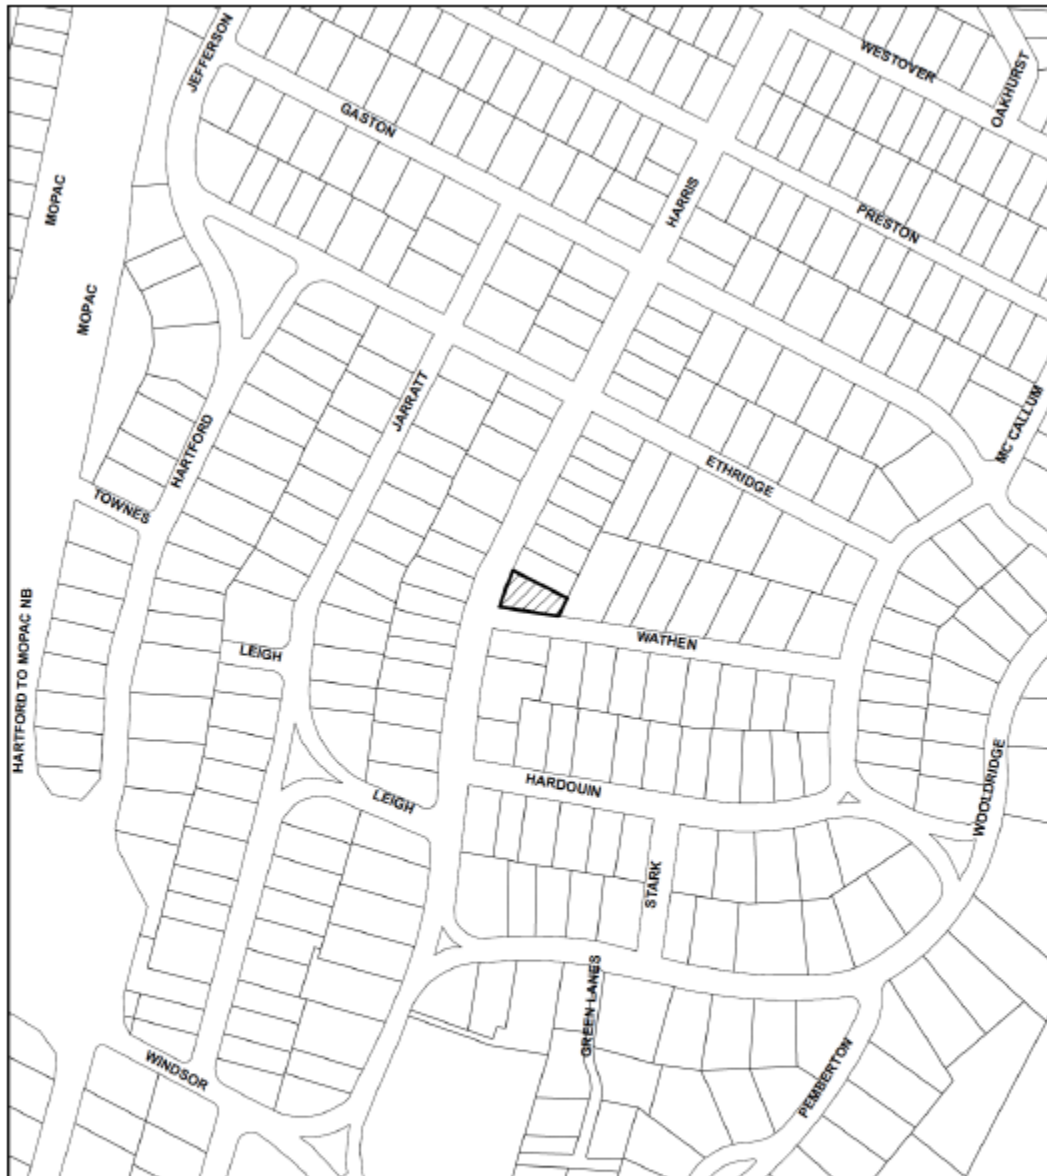 WESTOVER
OAKHURST
JEFFERSON
GASTON
MOPAC
HARRIS
PRESTON
MOPAC
JARRATT
MC CALLUM
HARTFORD
ETHRIDGE
TOWNES
HARTFORD TO MOPAC NB
WATHEN
LEIGH
HARDOUIN
WOOLDRIDGE
LEIGH
STARK
GREEN LANES
WINDSOR
PEMBERTON